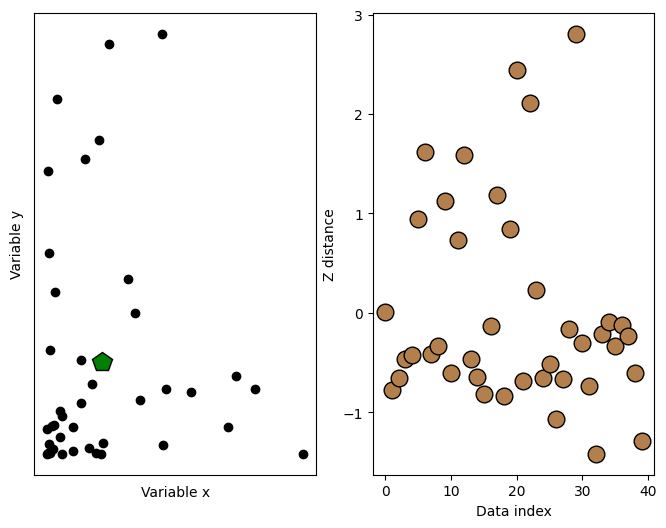 Variable y
Variable x
Z distance
3
2
1
0
−1
0
10
20
30
40
Data index